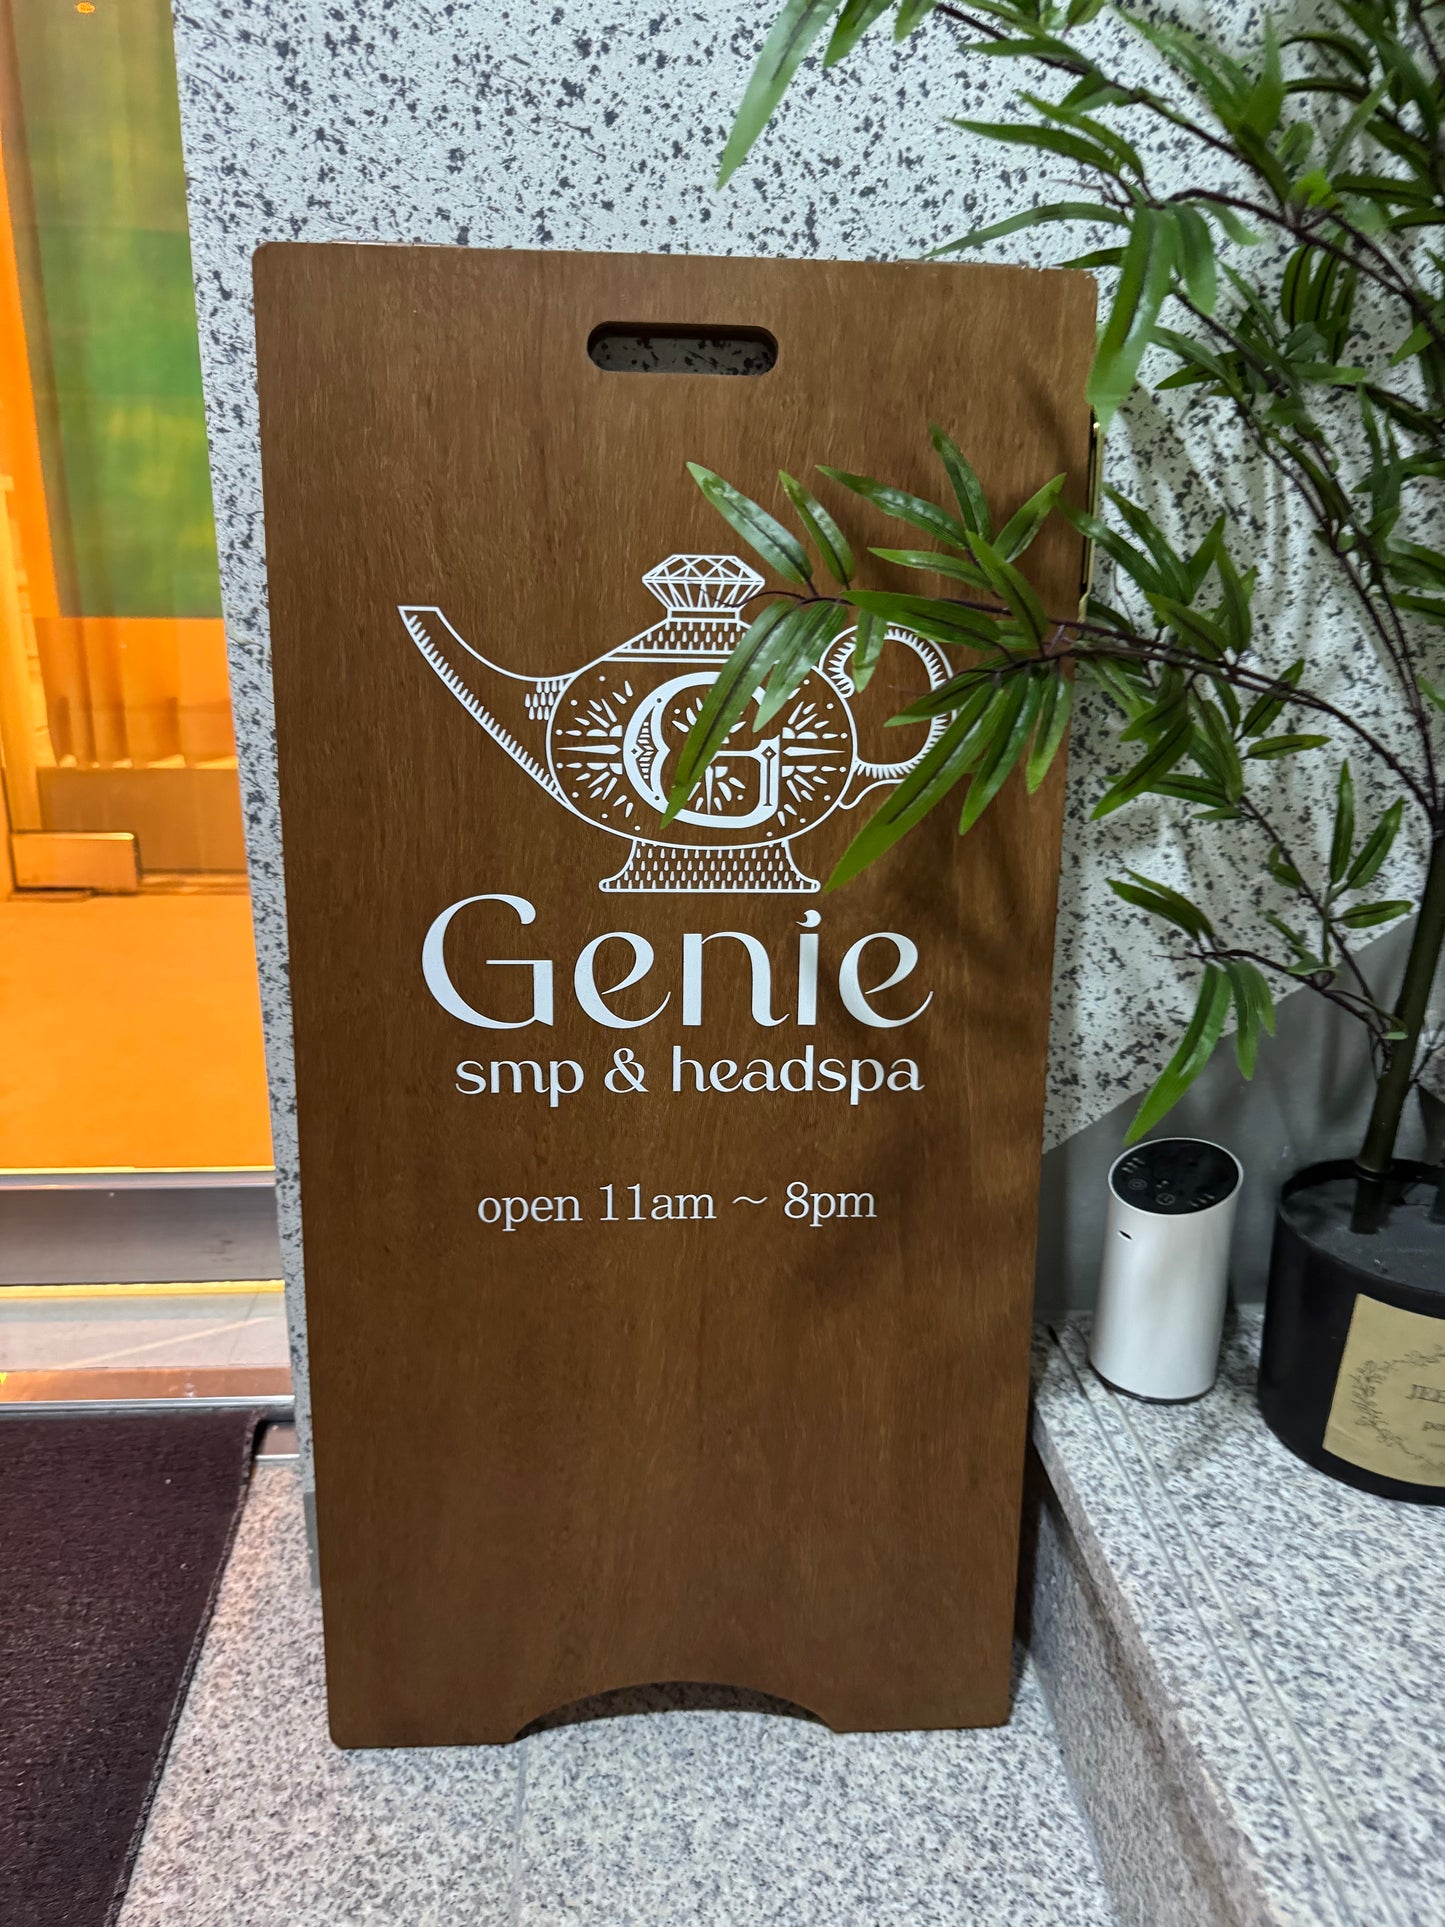 G
Genie
smp & headspa
open 11am ~ 8pm